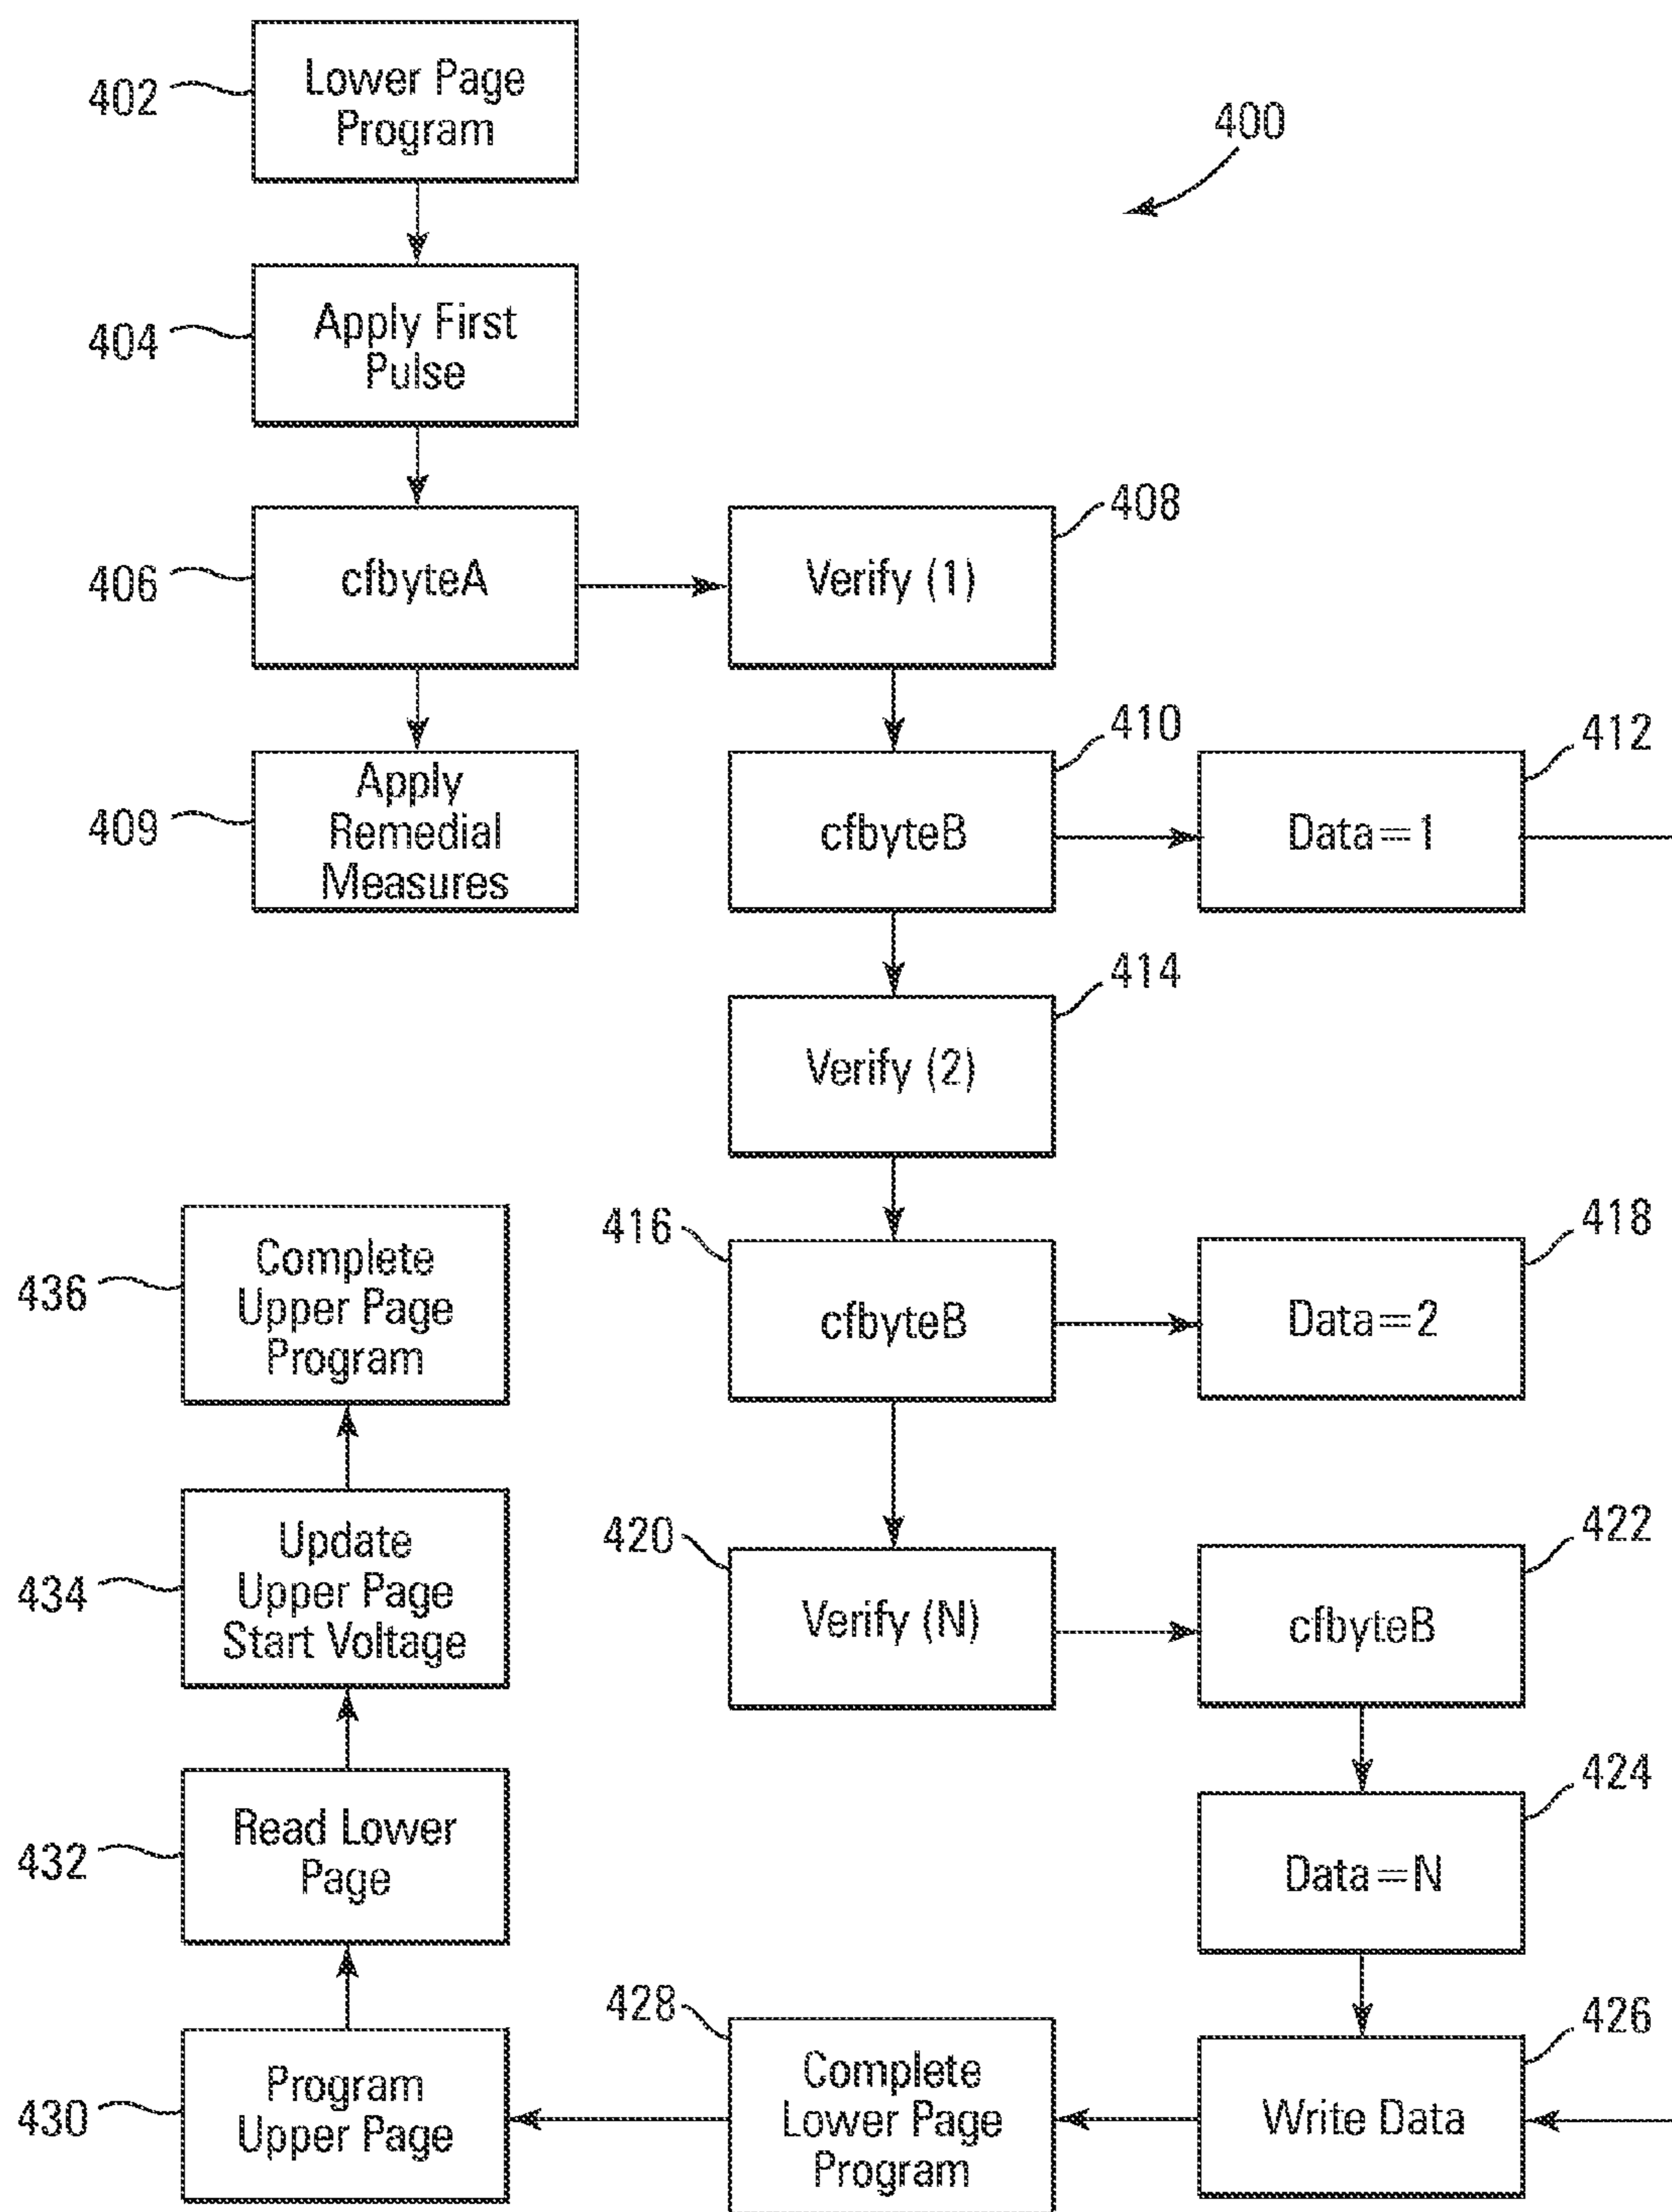 402
Lower Page
Program
400
404
Apply First
Pulse
406
cfbyteA
408
Verify (1)
409
Apply
Remedial
Measures
410
cfbyteB
412
Data=1
414
Verify (2)
416
cfbyteB
418
Data=2
420
Verify (N)
422
cfbyteB
424
Data=N
426
Write Data
428
Complete
Lower Page
Program
430
Program
Upper Page
432
Read Lower
Page
434
Update
Upper Page
Start Voltage
436
Complete
Upper Page
Program